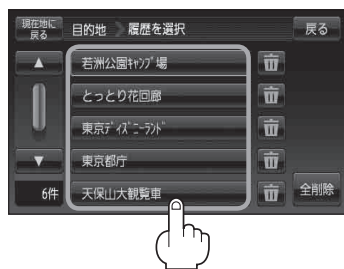 現在地に
戻る
目的地 履歴を選択
戻る
若洲公園ｷｬﾝﾌﾟ場
とっとり花回廊
東京ﾃﾞｨｽﾞﾆｰﾗﾝﾄﾞ
東京都庁
天保山大観覧車
6件
全削除